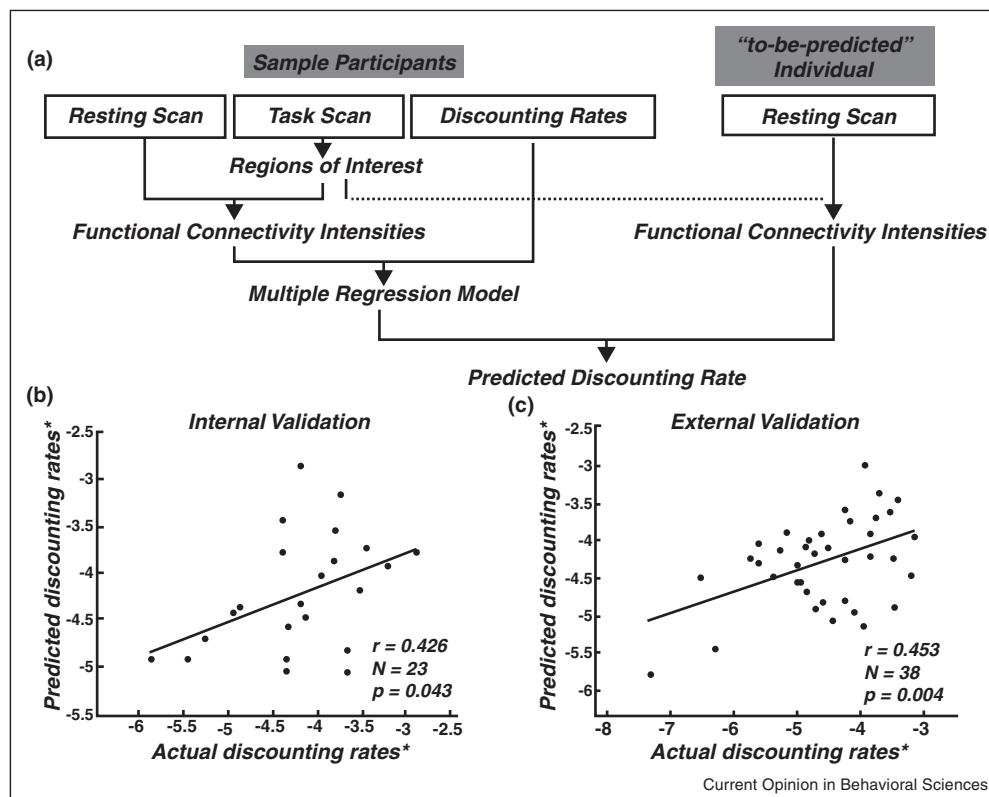 (a)
Sample Participants
“to-be-predicted”
Individual
Resting Scan
Task Scan
Discounting Rates
Resting Scan
Regions of Interest
Functional Connectivity Intensities
Functional Connectivity Intensities
Multiple Regression Model
Predicted Discounting Rate
(b)
Internal Validation
Predicted discounting rates*
-2.5
-3
-3.5
-4
-4.5
-5
-5.5
r = 0.426
N = 23
p = 0.043
-6
-5.5
-5
-4.5
-4
-3.5
-3
-2.5
Actual discounting rates*
(c)
External Validation
Predicted discounting rates*
-2.5
-3
-3.5
-4
-4.5
-5
-5.5
-6
r = 0.453
N = 38
p = 0.004
-8
-7
-6
-5
-4
-3
Actual discounting rates*
Current Opinion in Behavioral Sciences